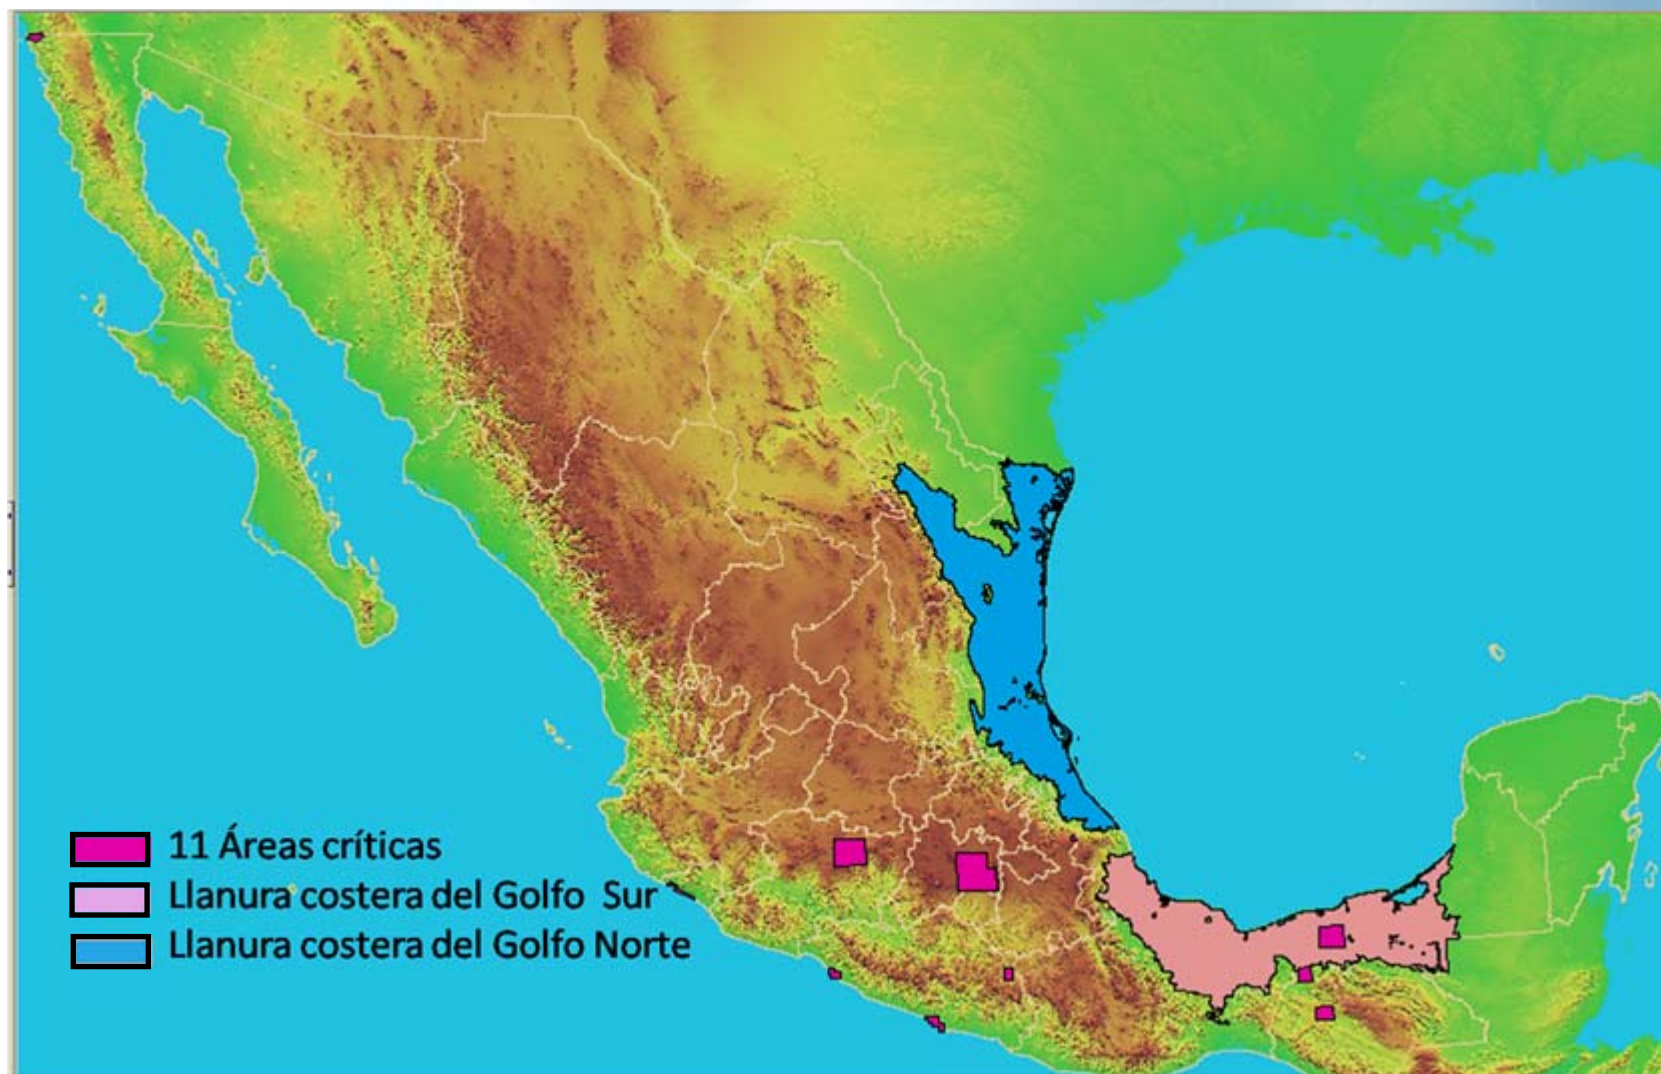 11 Áreas críticas
Llanura costera del Golfo Sur
Llanura costera del Golfo Norte